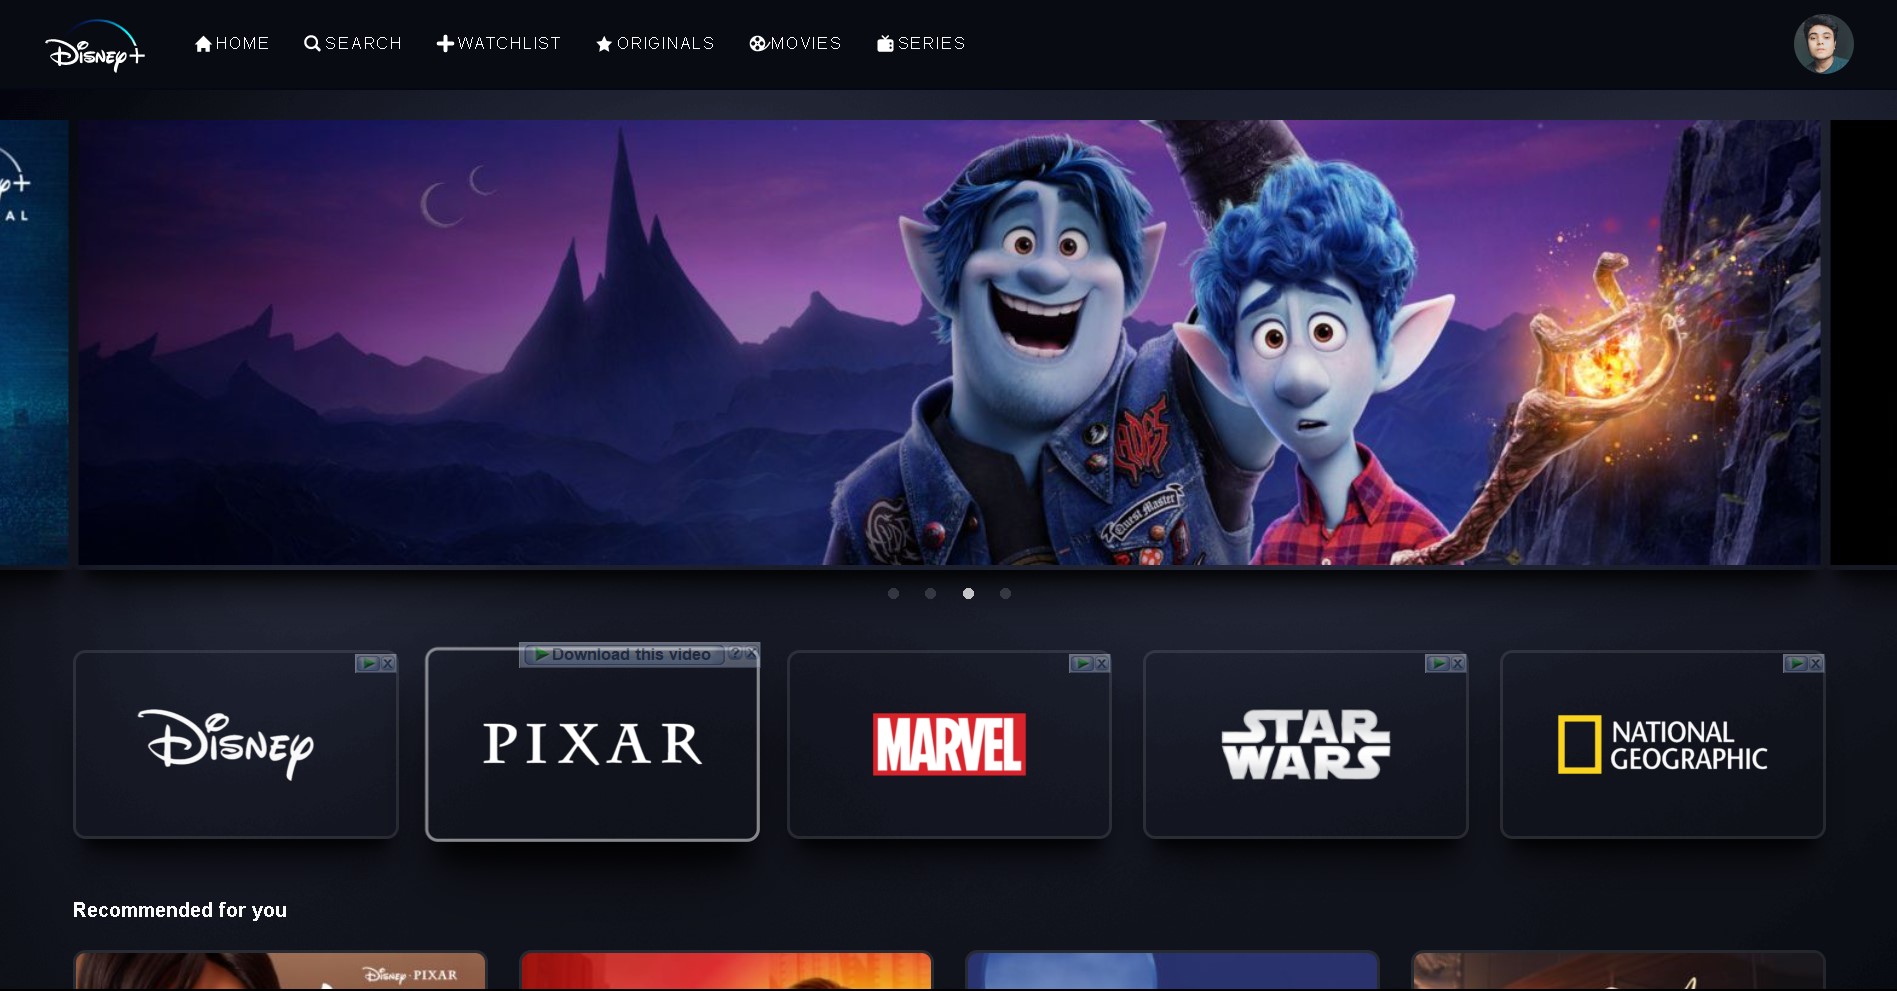 Disney+
HOME
SEARCH
WATCHLIST
ORIGINALS
MOVIES
SERIES
y+
AL
Quest Master
Download this video
? X
X
X
X
X
Disney
PIXAR
MARVEL
STAR
WARS
NATIONAL
GEOGRAPHIC
Recommended for you
Disney · PIXAR